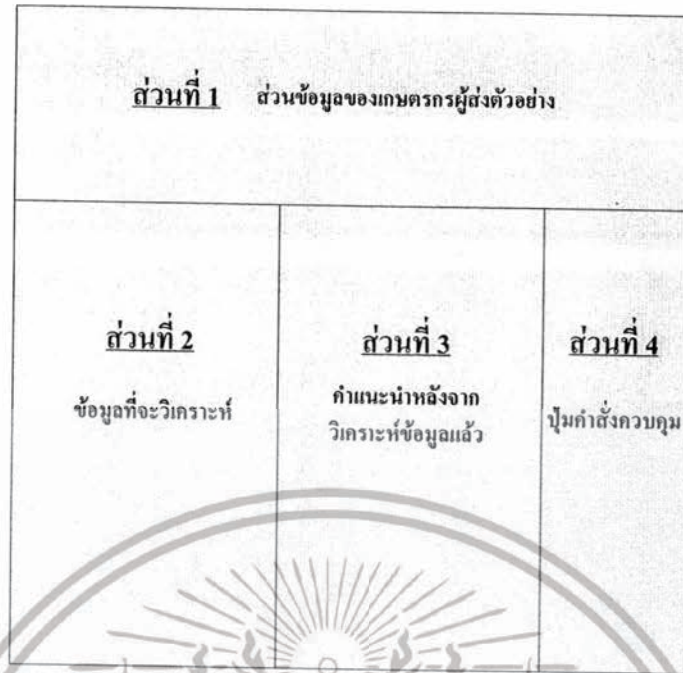 ส่วนที่ 1 ส่วนข้อมูลของเกษตรกรผู้ส่งตัวอย่าง
ส่วนที่ 2
ข้อมูลที่จะวิเคราะห์
ส่วนที่ 3
คำแนะนำหลังจาก
วิเคราะห์ข้อมูลแล้ว
ส่วนที่ 4
ปุ่มคำสั่งควบคุม